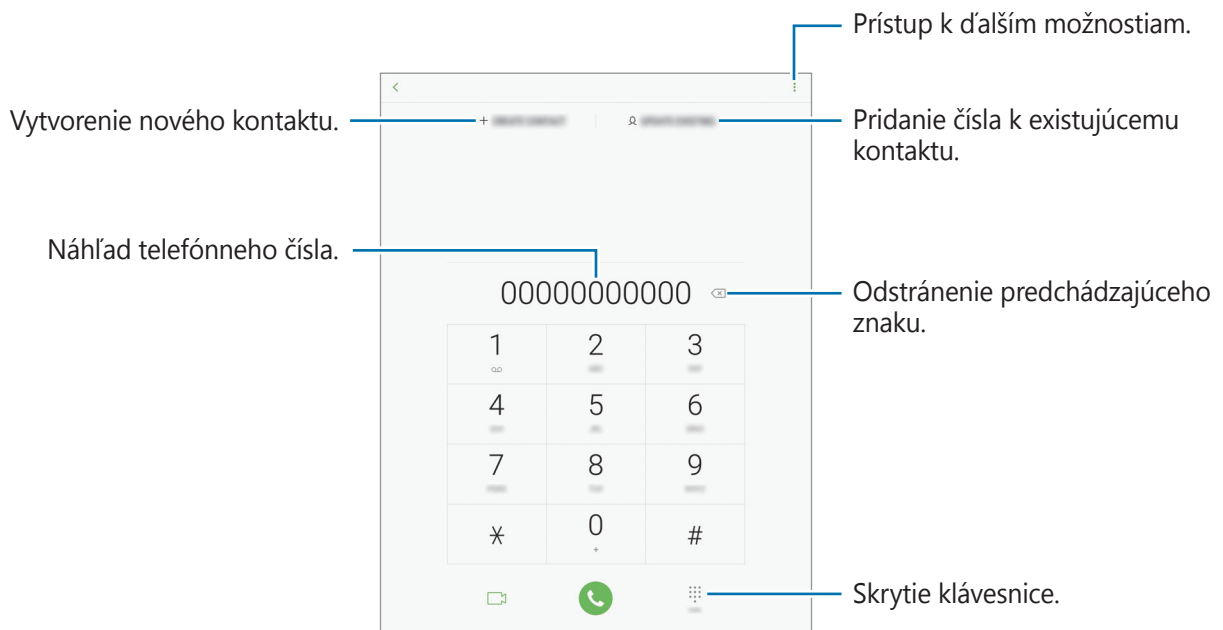 Prístup k ďalším možnostiam.
Vytvorenie nového kontaktu.
Pridanie čísla k existujúcemu
kontaktu.
Náhľad telefónneho čísla.
00000000000
Odstránenie predchádzajúceho
znaku.
1 2 3
4 5 6
7 8 9
* 0 #
+
Skrytie klávesnice.